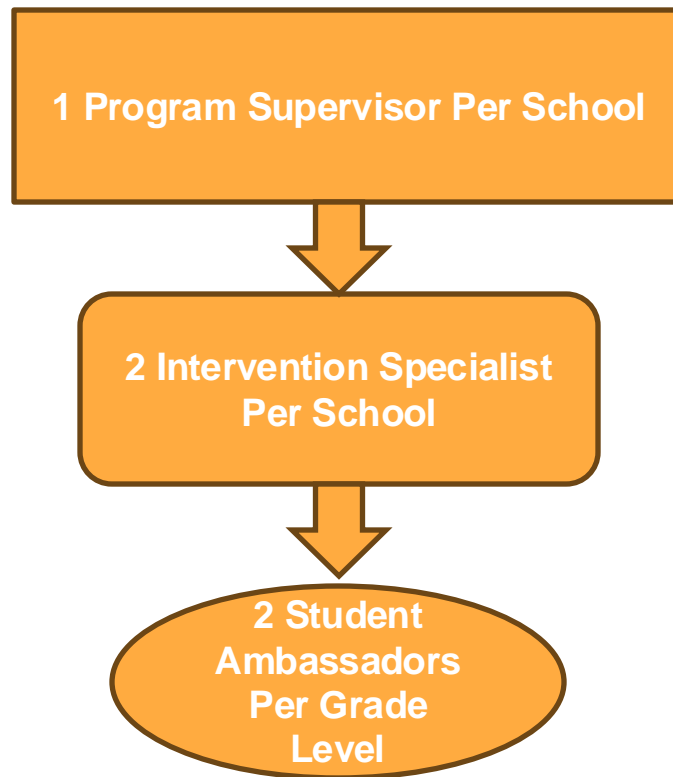 1 Program Supervisor Per School
2 Intervention Specialist
Per School
2 Student
Ambassadors
Per Grade
Level